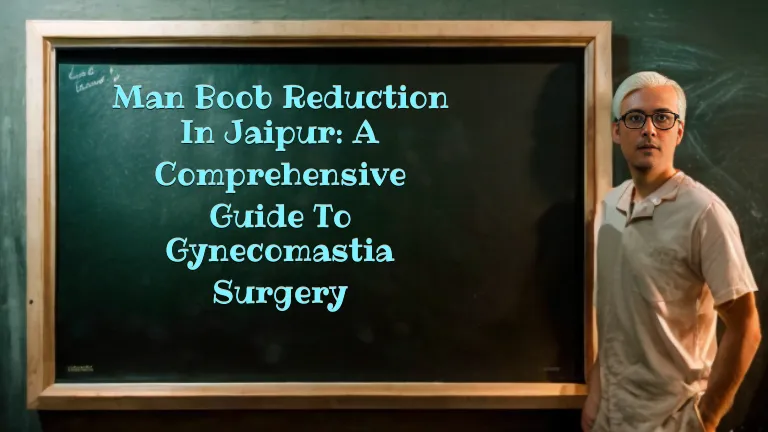 Man Boob Reduction
In Jaipur: A
Comprehensive
Guide To
Gynecomastia
Surgery